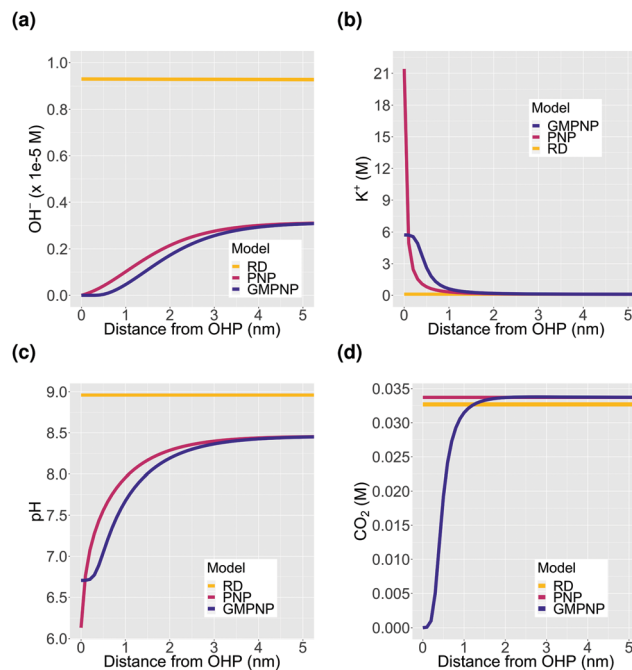 (a)
1.0
0.8
0.6
0.4
0.2
0.0
OH⁻ (x 1e-5 M)
Model
RD
PNP
GMPNP
0 1 2 3 4 5
Distance from OHP (nm)
(b)
21
18
15
12
9
6
3
0
K⁺ (M)
Model
GMPNP
PNP
RD
0 1 2 3 4 5
Distance from OHP (nm)
(c)
9.0
8.5
8.0
7.5
7.0
6.5
6.0
pH
Model
RD
PNP
GMPNP
0 1 2 3 4 5
Distance from OHP (nm)
(d)
0.035
0.030
0.025
0.020
0.015
0.010
0.005
0.000
CO₂ (M)
Model
RD
PNP
GMPNP
0 1 2 3 4 5
Distance from OHP (nm)